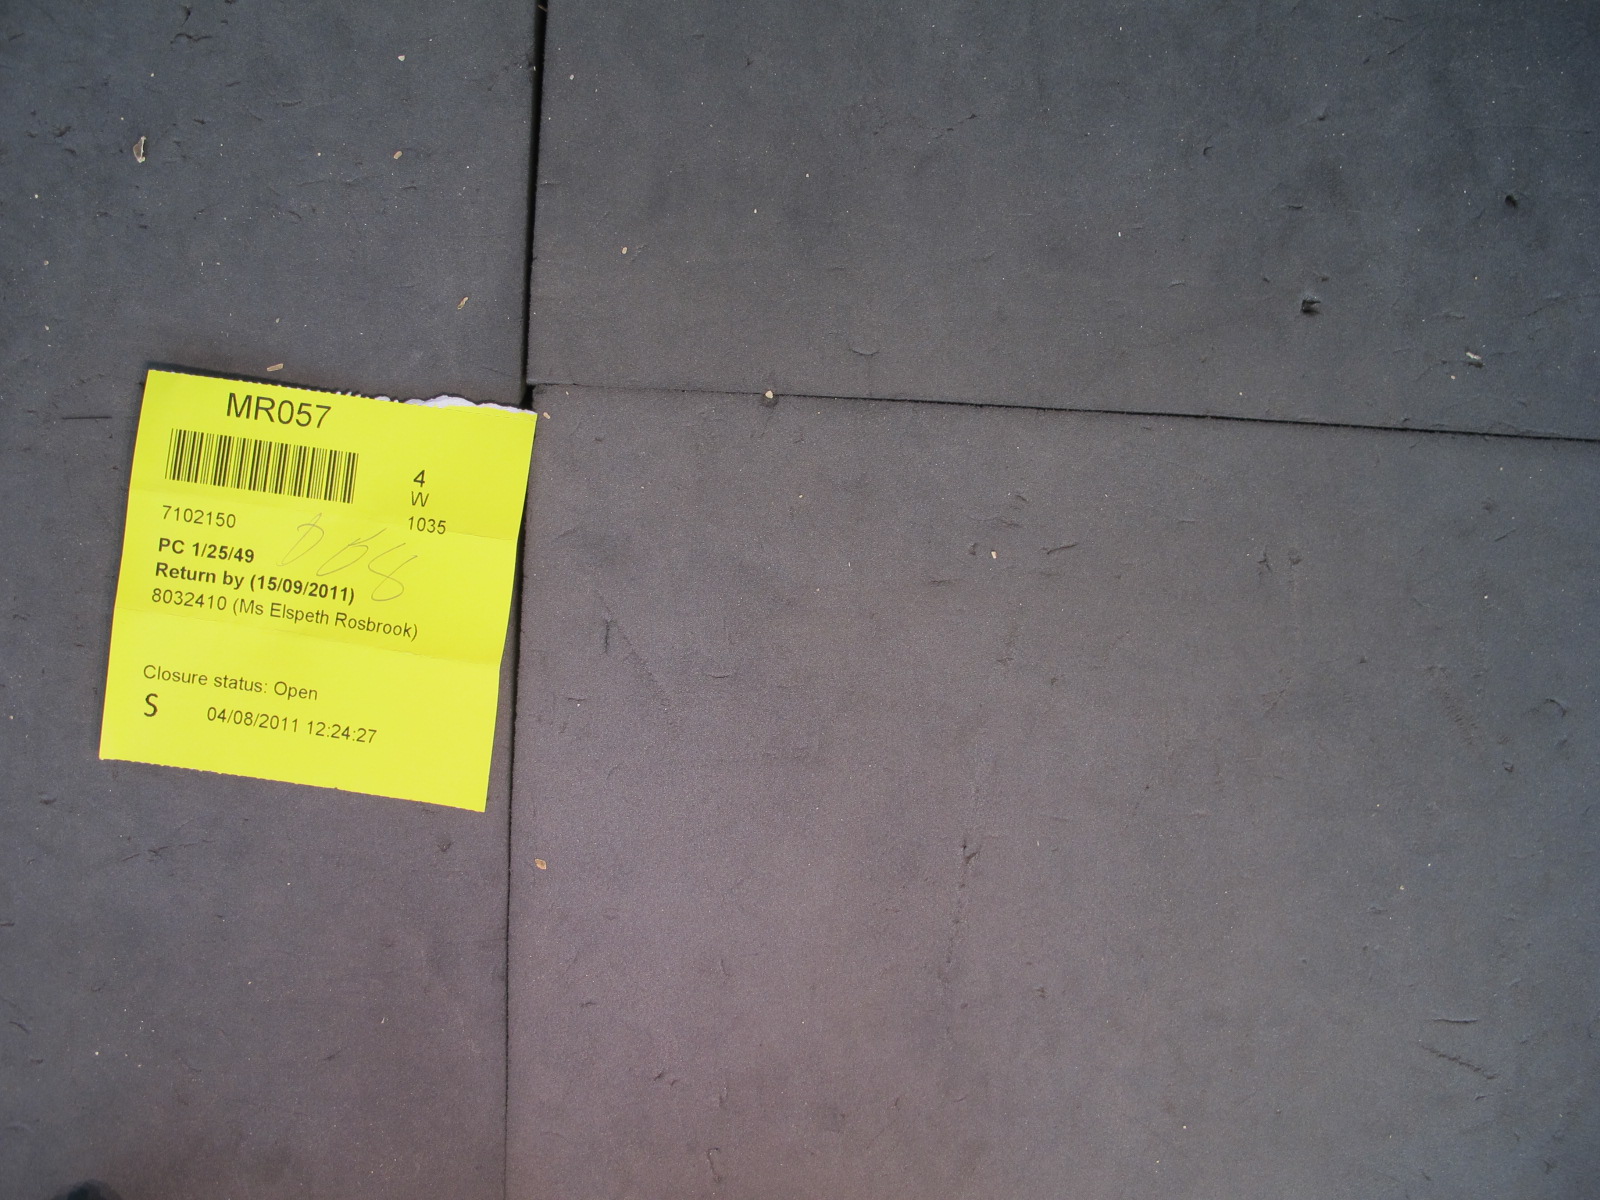 MR057
4
W
7102150 1035
PC 1/25/49
Return by (15/09/2011)
8032410 (Ms Elspeth Rosbrook)
Closure status: Open
S 04/08/2011 12:24:27